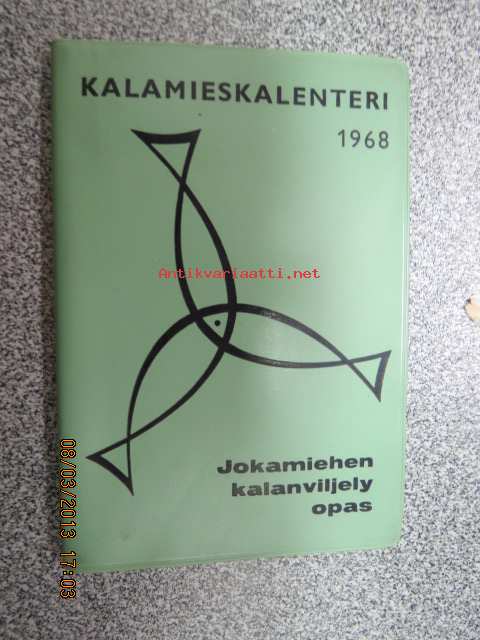 KALAMIESKALENTERI
1968
Antikvariaatti.net
Jokamiehen
kalanviljely
opas
08/03/2013 17:03